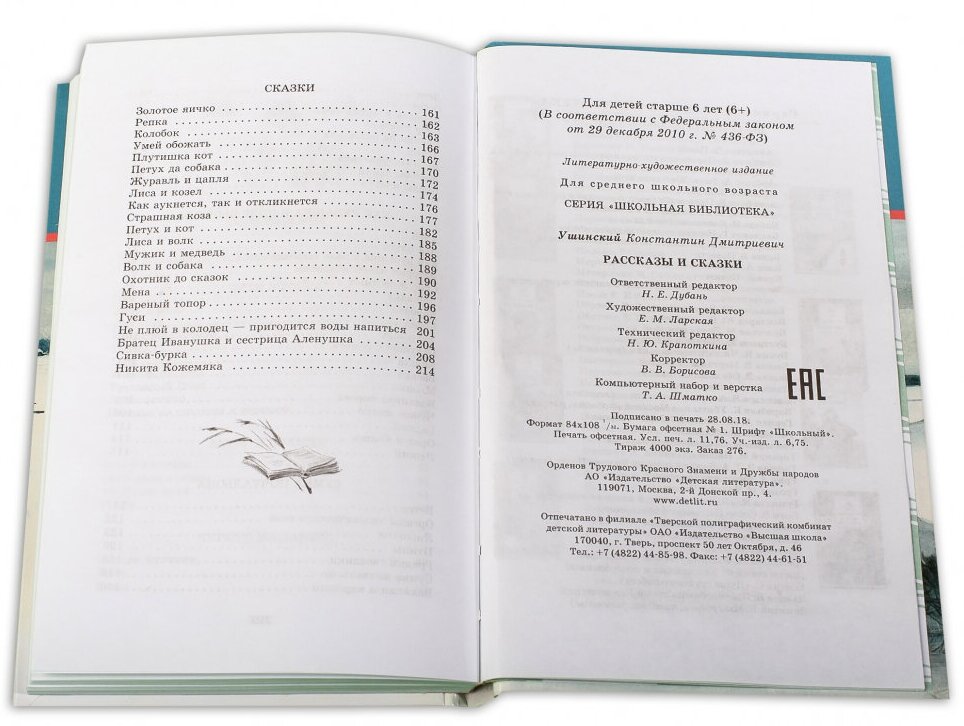 СКАЗКИ
Золотое яичко . . . . . . . . . . . . . . . . . . . . . . 161
Репка . . . . . . . . . . . . . . . . . . . . . . . . . . . . 162
Колобок . . . . . . . . . . . . . . . . . . . . . . . . . . 163
Умей обожать . . . . . . . . . . . . . . . . . . . . . . 166
Плутишка кот . . . . . . . . . . . . . . . . . . . . . . 167
Петух да собака . . . . . . . . . . . . . . . . . . . . 170
Журавль и цапля . . . . . . . . . . . . . . . . . . . . 172
Лиса и козел . . . . . . . . . . . . . . . . . . . . . . . 174
Как аукнется, так и откликнется . . . . . . . . . . 176
Страшная коза . . . . . . . . . . . . . . . . . . . . . . 177
Петух и кот . . . . . . . . . . . . . . . . . . . . . . . . 182
Лиса и волк . . . . . . . . . . . . . . . . . . . . . . . . 185
Мужик и медведь . . . . . . . . . . . . . . . . . . . . 188
Волк и собака . . . . . . . . . . . . . . . . . . . . . . 189
Охотник до сказок . . . . . . . . . . . . . . . . . . . 190
Мена . . . . . . . . . . . . . . . . . . . . . . . . . . . . . 192
Вареный топор . . . . . . . . . . . . . . . . . . . . . . 196
Гуси . . . . . . . . . . . . . . . . . . . . . . . . . . . . . 197
Не плюй в колодец — пригодится воды напиться 201
Братец Иванушка и сестрица Аленушка . . . . . . 204
Сивка-бурка . . . . . . . . . . . . . . . . . . . . . . . . 208
Никита Кожемяка . . . . . . . . . . . . . . . . . . . . 214
Для детей старше 6 лет (6+)
(В соответствии с Федеральным законом
от 29 декабря 2010 г. № 436-ФЗ)
Литературно-художественное издание
Для среднего школьного возраста
СЕРИЯ «ШКОЛЬНАЯ БИБЛИОТЕКА»
Ушинский Константин Дмитриевич
РАССКАЗЫ И СКАЗКИ
Ответственный редактор
Н. Е. Дубань
Художественный редактор
Е. М. Ларская
Технический редактор
Н. Ю. Крапоткина
Корректор
В. В. Борисова
Компьютерный набор и верстка
Т. А. Шматко
ЕАС
Подписано в печать 28.08.18.
Формат 84х108 Бумага офсетная № 1. Шрифт «Школьный».
Печать офсетная. Усл. печ. л. 11,76. Уч.-изд. л. 6,75.
Тираж 4000 экз. Заказ 276.
Орденов Трудового Красного Знамени и Дружбы народов
АО «Издательство «Детская литература».
119071, Москва, 2-й Донской пр., 4.
www.detlit.ru
Отпечатано в филиале «Тверской полиграфический комбинат
детской литературы» ОАО «Издательство «Высшая школа»
170040, г. Тверь, проспект 50 лет Октября, д. 46
Тел.: +7 (4822) 44-85-98. Факс: +7 (4822) 44-61-51